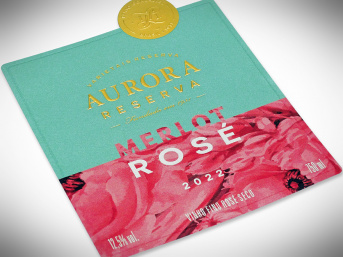 AURORA
RESERVA
MERLOT
ROSÉ
2022
VINHO FINO ROSÉ SECO
12,5% vol.
750 ml